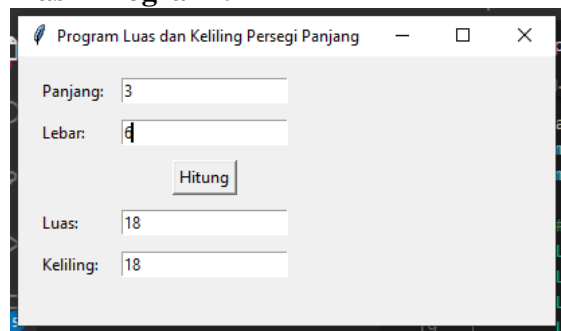 Program Luas dan Keliling Persegi Panjang
Panjang: 3
Lebar: 6
Hitung
Luas: 18
Keliling: 18